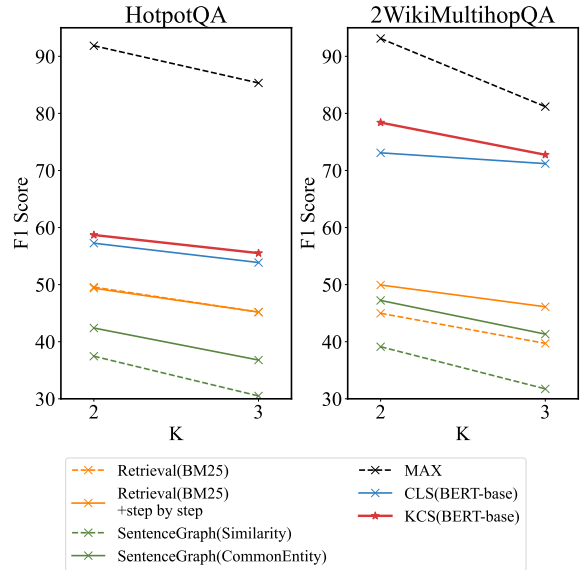 HotpotQA
2WikiMultihopQA
F1 Score
90
80
70
60
50
40
30
2
3
K
F1 Score
90
80
70
60
50
40
30
2
3
K
Retrieval(BM25)
Retrieval(BM25)
+step by step
SentenceGraph(Similarity)
SentenceGraph(CommonEntity)
MAX
CLS(BERT-base)
KCS(BERT-base)